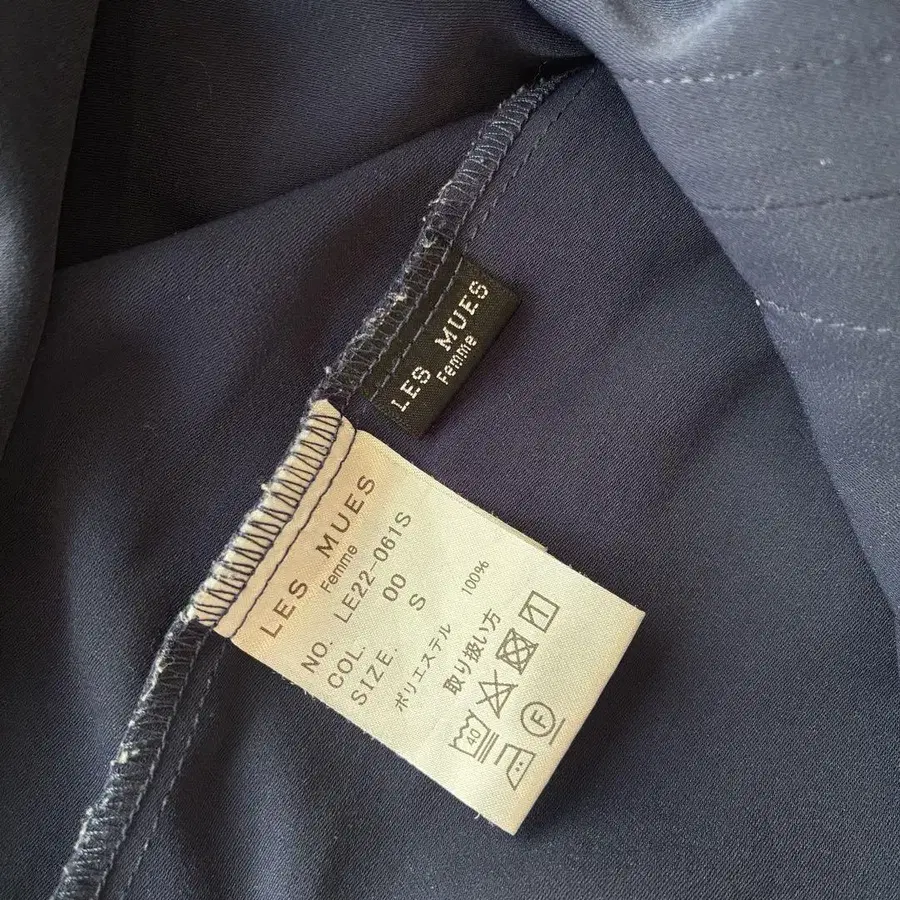 LES MUES
Femme
LES MUES
Femme
NO. LE22-061S
COL. 00
SIZE. S
ポリエステル 100%
取り扱い方
40
F